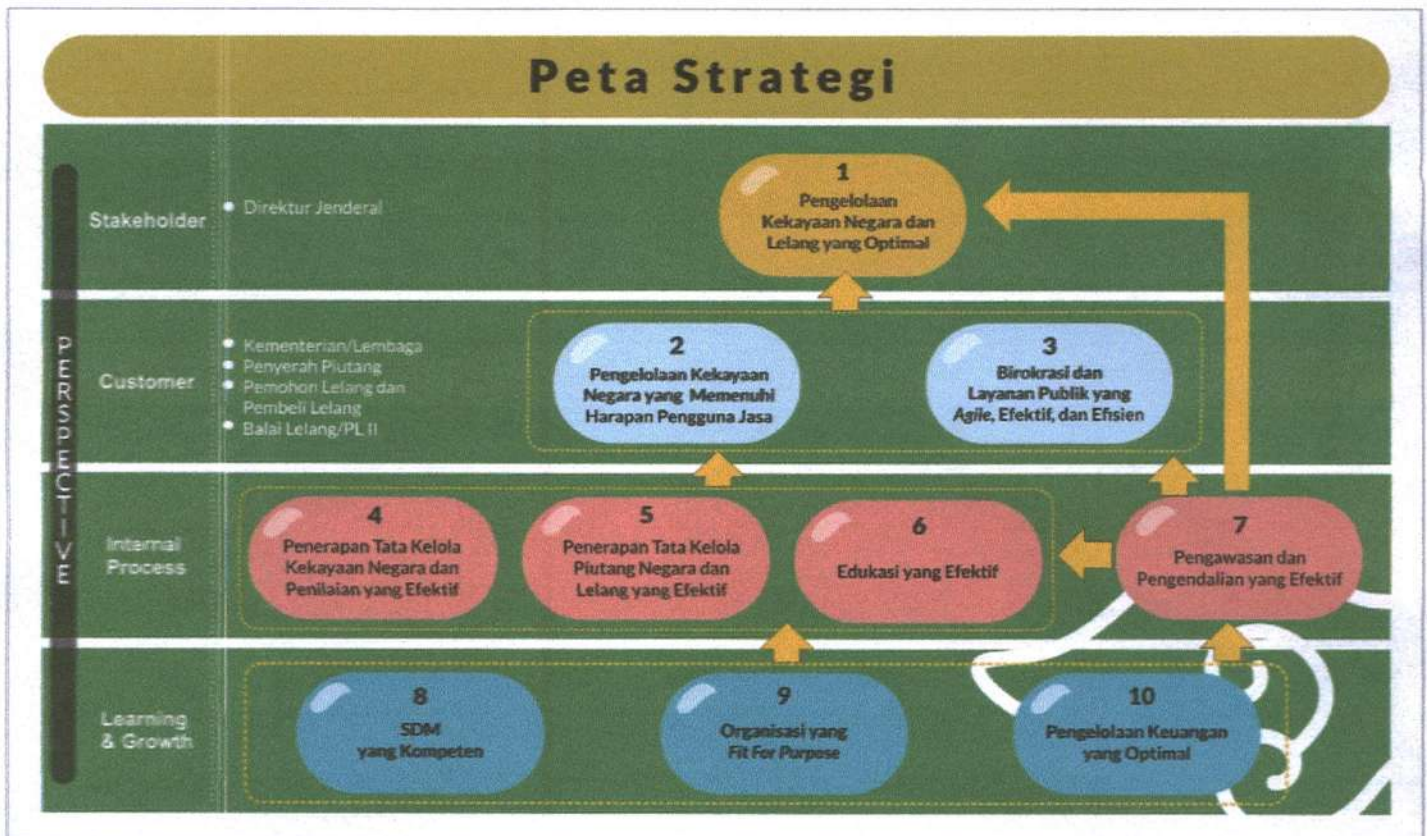 Peta Strategi
PERSPECTIVE
Stakeholder
• Direktur Jenderal
1
Pengelolaan
Kekayaan Negara dan
Lelang yang Optimal
Customer
• Kementerian/Lembaga
• Penyerah Piutang
• Pemohon Lelang dan
Pembeli Lelang
• Balai Lelang/PL II
2
Pengelolaan Kekayaan
Negara yang Memenuhi
Harapan Pengguna Jasa
3
Birokrasi dan
Layanan Publik yang
Agile, Efektif, dan Efisien
Internal
Process
4
Penerapan Tata Kelola
Kekayaan Negara dan
Penilaian yang Efektif
5
Penerapan Tata Kelola
Piutang Negara dan
Lelang yang Efektif
6
Edukasi yang Efektif
7
Pengawasan dan
Pengendalian yang Efektif
Learning
& Growth
8
SDM
yang Kompeten
9
Organisasi yang
Fit For Purpose
10
Pengelolaan Keuangan
yang Optimal